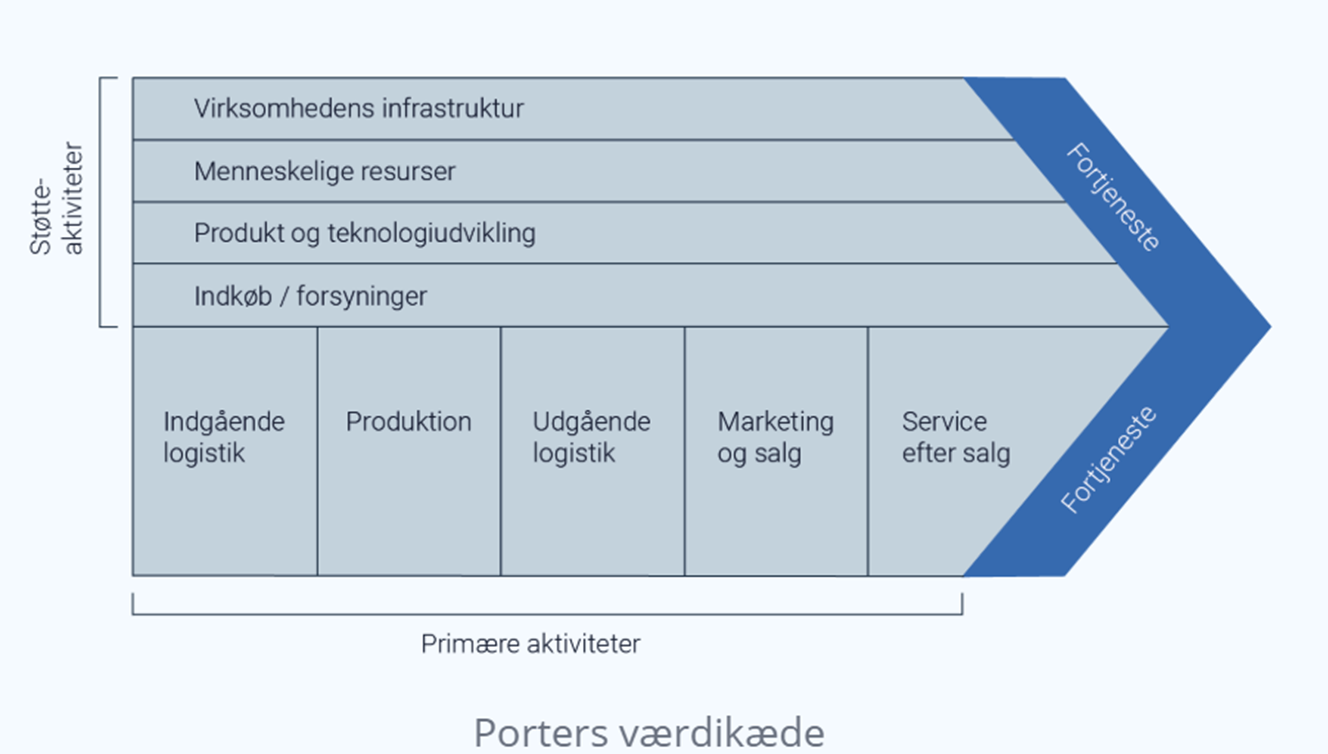 Støtte-
aktiviteter
Virksomhedens infrastruktur
Menneskelige resurser
Produkt og teknologiudvikling
Indkøb / forsyninger
Fortjeneste
Indgående
logistik
Produktion
Udgående
logistik
Marketing
og salg
Service
efter salg
Fortjeneste
Primære aktiviteter
Porters værdikæde